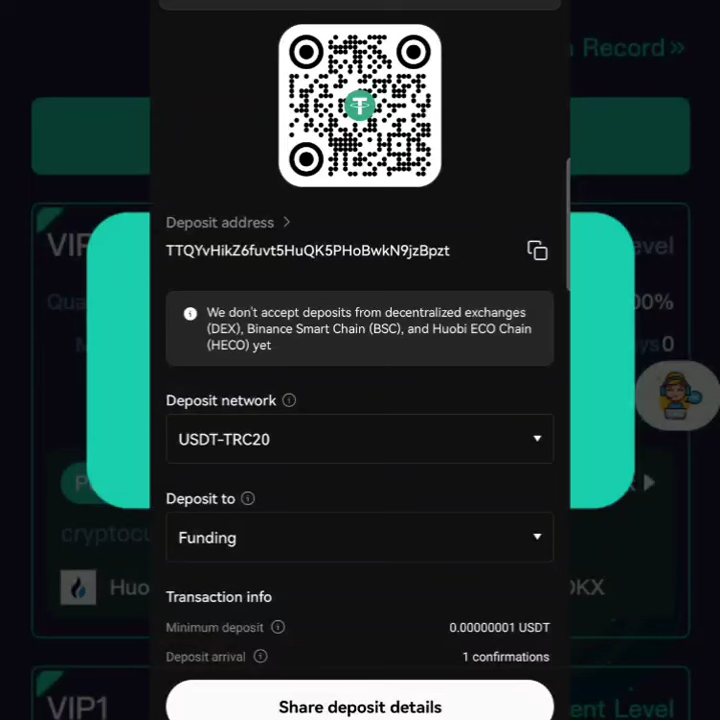 Record»
Deposit address >
TTQYvHikZ6fuvt5HuQK5PHoBwkN9jzBpzt
We don't accept deposits from decentralized exchanges
(DEX), Binance Smart Chain (BSC), and Huobi ECO Chain
(HECO) yet
Deposit network
USDT-TRC20
Deposit to
Funding
Transaction info
Minimum deposit
0.00000001 USDT
Deposit arrival
1 confirmations
Share deposit details
VIP1
Level